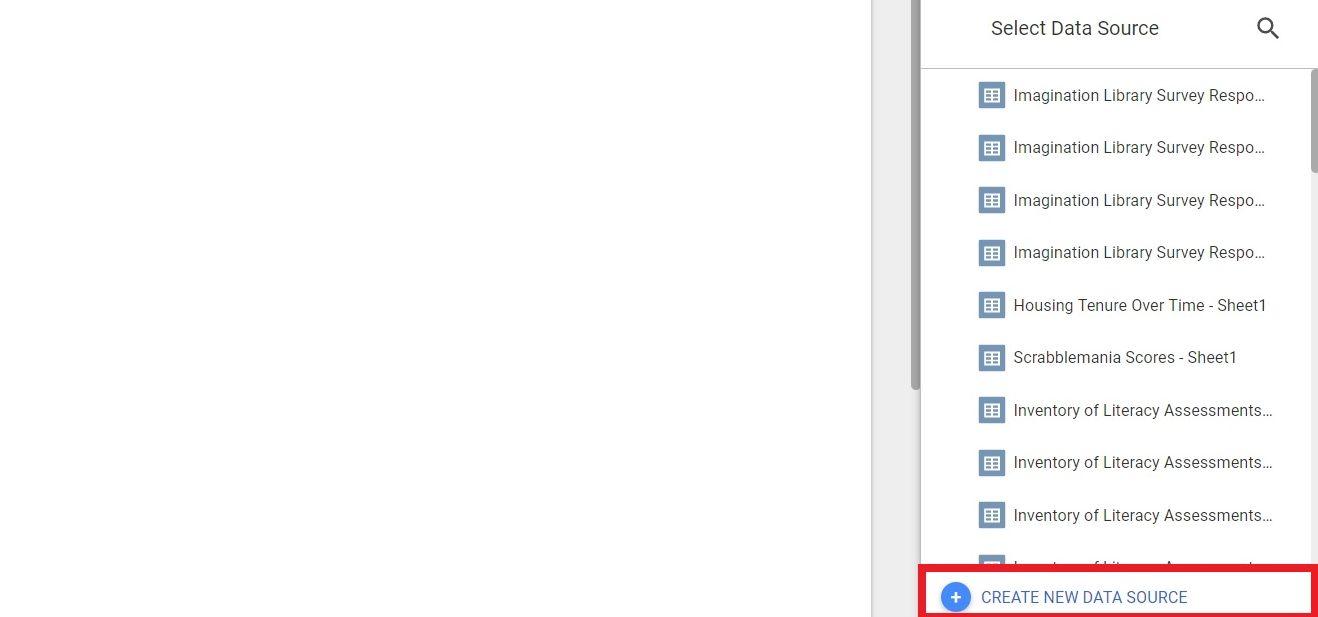 Select Data Source
Imagination Library Survey Respo...
Imagination Library Survey Respo...
Imagination Library Survey Respo...
Imagination Library Survey Respo...
Housing Tenure Over Time - Sheet1
Scrabblemania Scores - Sheet1
Inventory of Literacy Assessments...
Inventory of Literacy Assessments...
Inventory of Literacy Assessments...
CREATE NEW DATA SOURCE